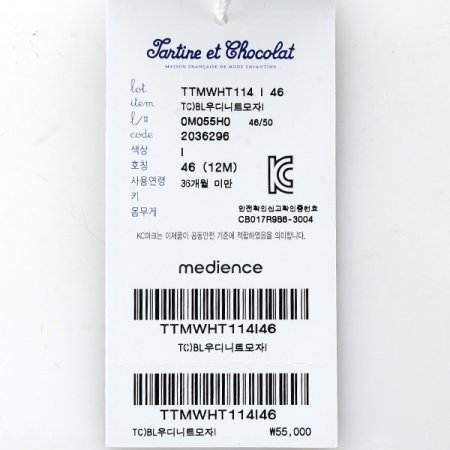 Tartine et Chocolat
MAISON FRANÇAISE DE MODE ENFANTINE
lot TTMWHT114 I 46
item TC)BL우디니트모자I
l/# 0M055H0 46/50
code 2036296
색상 I
호칭 46 (12M)
사용연령 36개월 미만
키
몸무게
안전확인신고확인증번호
CB017R986-3004
KC마크는 이제품이 공동안전 기준에 적합하였음을 의미합니다.
medience
TTMWHT114I46
TC)BL우디니트모자I
TTMWHT114I46
TC)BL우디니트모자I ₩55,000